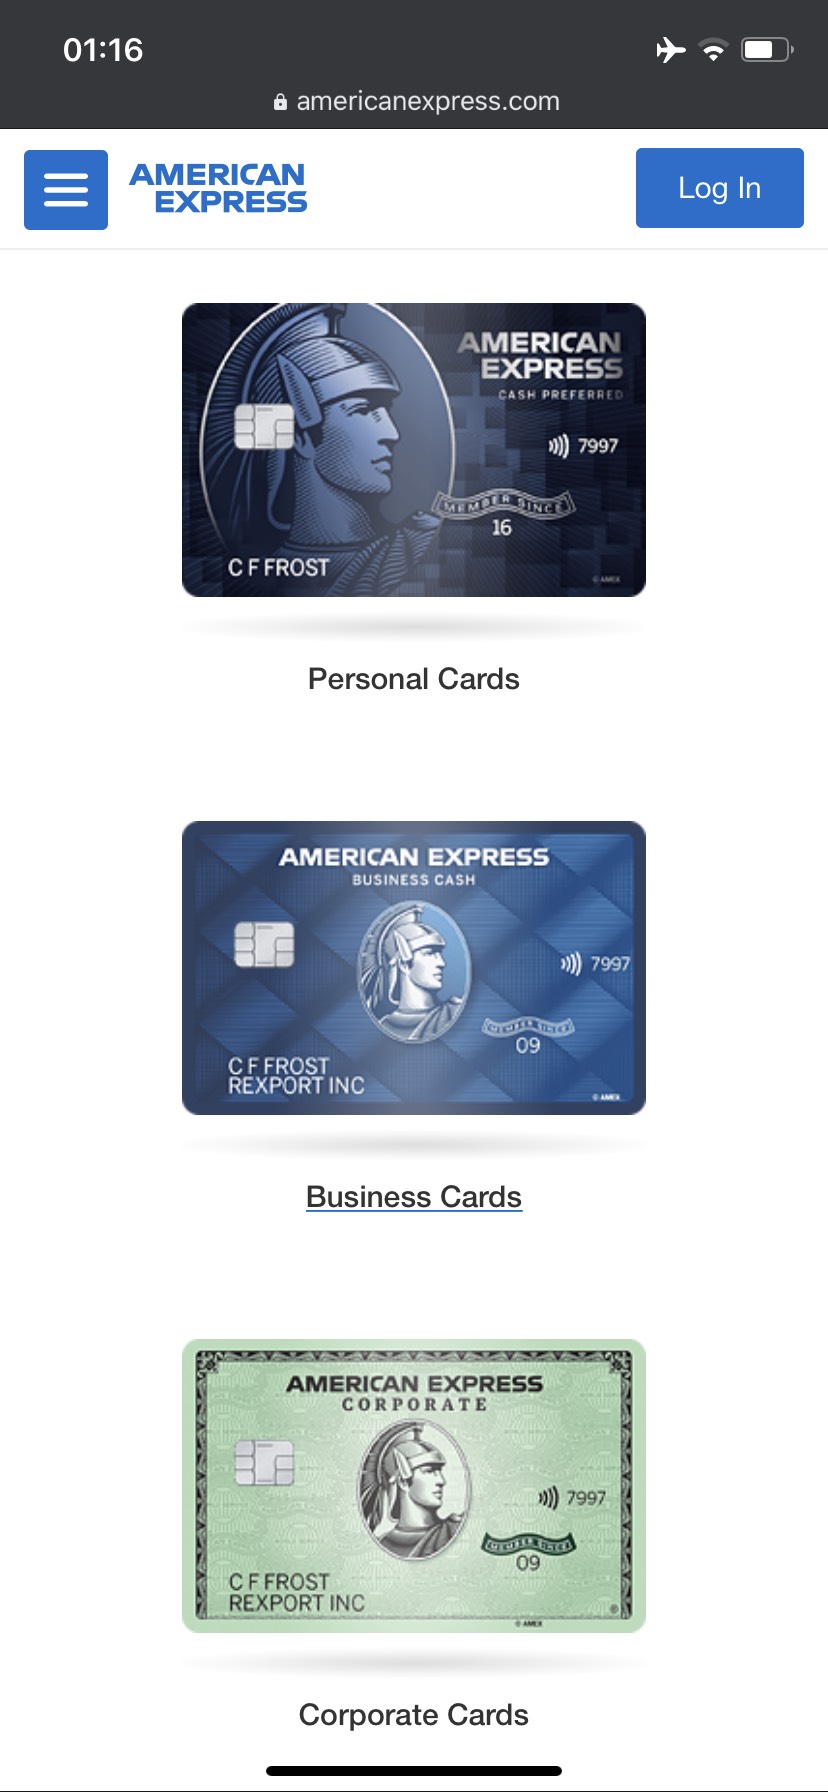 01:16
americanexpress.com
AMERICAN
EXPRESS
Log In
AMERICAN
EXPRESS
CASH PREFERRED
7997
MEMBER SINCE
16
C F FROST
© AMEX
Personal Cards
AMERICAN EXPRESS
BUSINESS CASH
7997
MEMBER SINCE
09
C F FROST
REXPORT INC
© AMEX
Business Cards
AMERICAN EXPRESS
CORPORATE
7997
MEMBER SINCE
09
C F FROST
REXPORT INC
®
© AMEX
Corporate Cards